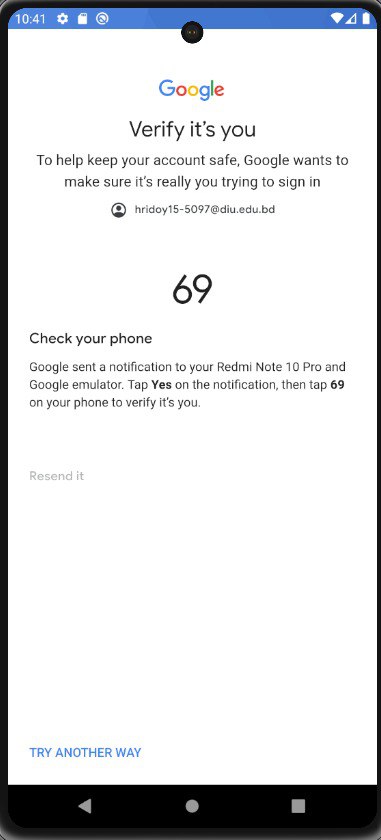 10:41
Google
Verify it's you
To help keep your account safe, Google wants to
make sure it's really you trying to sign in
hridoy15-5097@diu.edu.bd
69
Check your phone
Google sent a notification to your Redmi Note 10 Pro and
Google emulator. Tap Yes on the notification, then tap 69
on your phone to verify it's you.
Resend it
TRY ANOTHER WAY